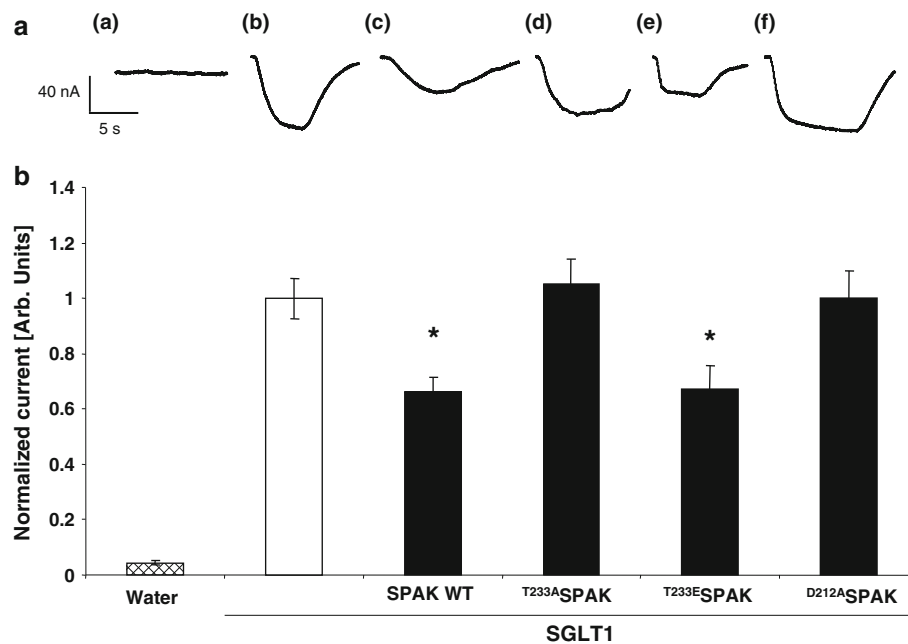 a
(a) (b) (c) (d) (e) (f)
40 nA
5 s
b
Normalized current [Arb. Units]
1.4
1.2
1
0.8
0.6
0.4
0.2
0
*
*
Water
SPAK WT
T233ASPAK
T233ESPAK
D212ASPAK
SGLT1